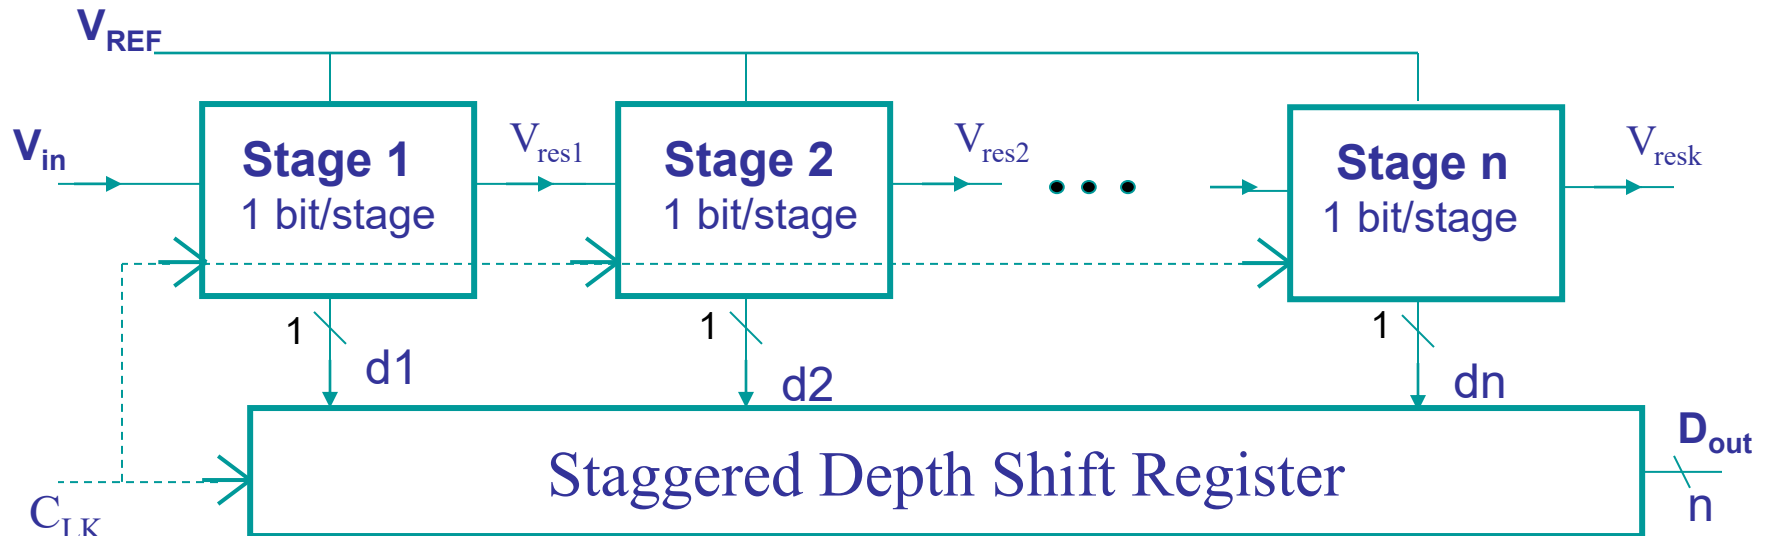 VREF
Vin
Stage 1
1 bit/stage
Vres1
Stage 2
1 bit/stage
Vres2
Stage n
1 bit/stage
Vresk
1
d1
1
d2
1
dn
Staggered Depth Shift Register
Dout
n
CLK